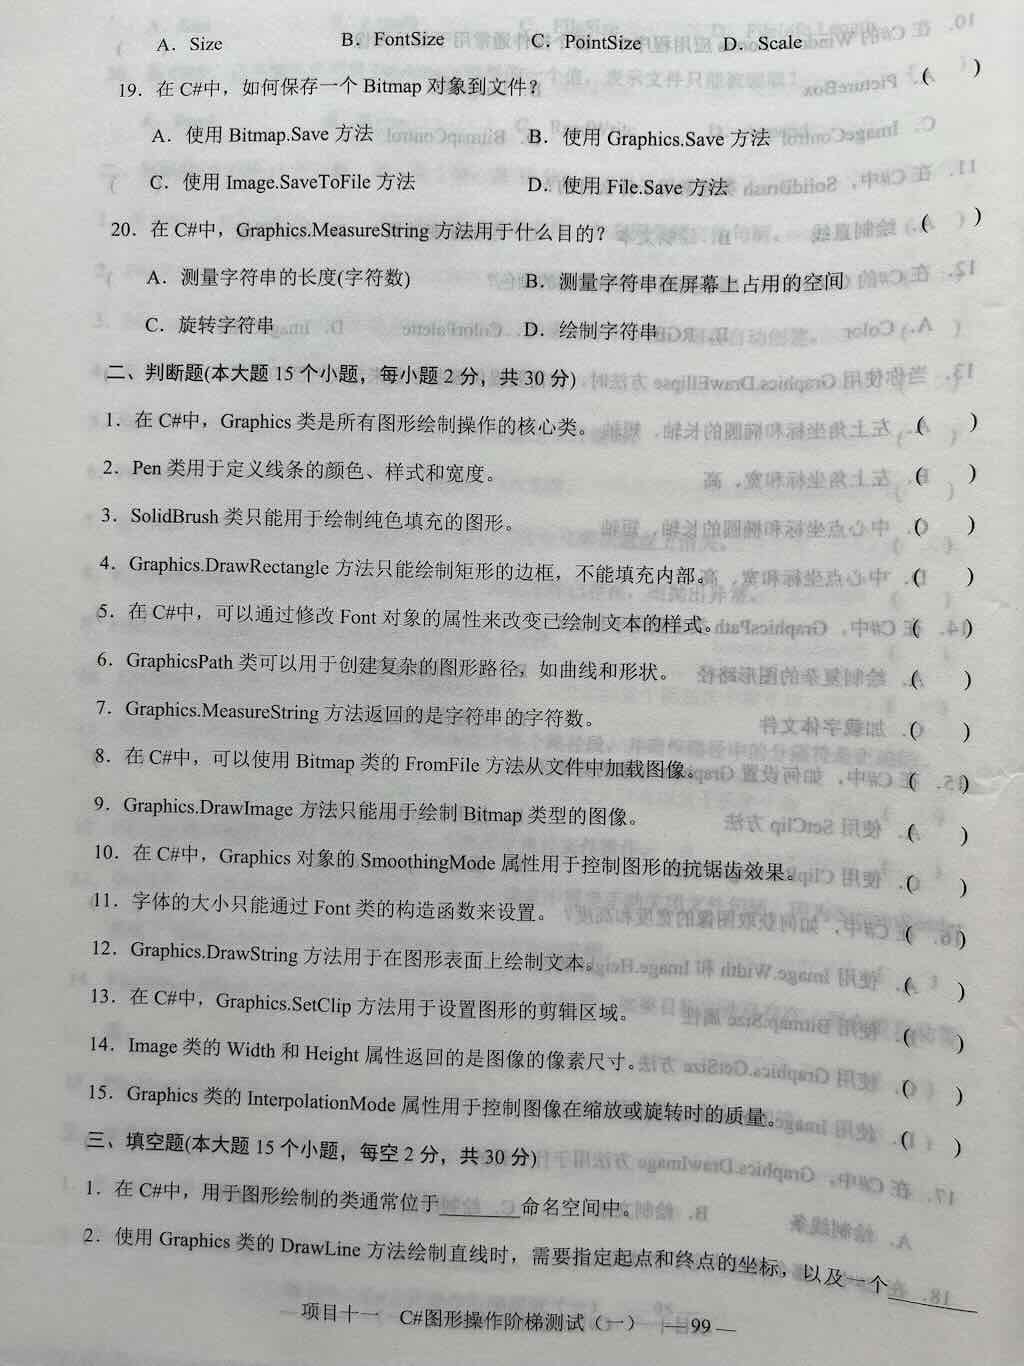 A．Size B．FontSize C．PointSize D．Scale
19．在 C#中，如何保存一个 Bitmap 对象到文件？ ( )
A．使用 Bitmap.Save 方法 B．使用 Graphics.Save 方法
C．使用 Image.SaveToFile 方法 D．使用 File.Save 方法
20．在 C#中，Graphics.MeasureString 方法用于什么目的？ ( )
A．测量字符串的长度(字符数) B．测量字符串在屏幕上占用的空间
C．旋转字符串 D．绘制字符串
二、判断题(本大题 15 个小题，每小题 2 分，共 30 分)
1．在 C#中，Graphics 类是所有图形绘制操作的核心类。 ( )
2．Pen 类用于定义线条的颜色、样式和宽度。 ( )
3．SolidBrush 类只能用于绘制纯色填充的图形。 ( )
4．Graphics.DrawRectangle 方法只能绘制矩形的边框，不能填充内部。 ( )
5．在 C#中，可以通过修改 Font 对象的属性来改变已绘制文本的样式。 ( )
6．GraphicsPath 类可以用于创建复杂的图形路径，如曲线和形状。 ( )
7．Graphics.MeasureString 方法返回的是字符串的字符数。 ( )
8．在 C#中，可以使用 Bitmap 类的 FromFile 方法从文件中加载图像。 ( )
9．Graphics.DrawImage 方法只能用于绘制 Bitmap 类型的图像。 ( )
10．在 C#中，Graphics 对象的 SmoothingMode 属性用于控制图形的抗锯齿效果。 ( )
11．字体的大小只能通过 Font 类的构造函数来设置。 ( )
12．Graphics.DrawString 方法用于在图形表面上绘制文本。 ( )
13．在 C#中，Graphics.SetClip 方法用于设置图形的剪辑区域。 ( )
14．Image 类的 Width 和 Height 属性返回的是图像的像素尺寸。 ( )
15．Graphics 类的 InterpolationMode 属性用于控制图像在缩放或旋转时的质量。 ( )
三、填空题(本大题 15 个小题，每空 2 分，共 30 分)
1．在 C#中，用于图形绘制的类通常位于________命名空间中。
2．使用 Graphics 类的 DrawLine 方法绘制直线时，需要指定起点和终点的坐标，以及一个________
项目十一 C#图形操作阶梯测试（一） — 99 —